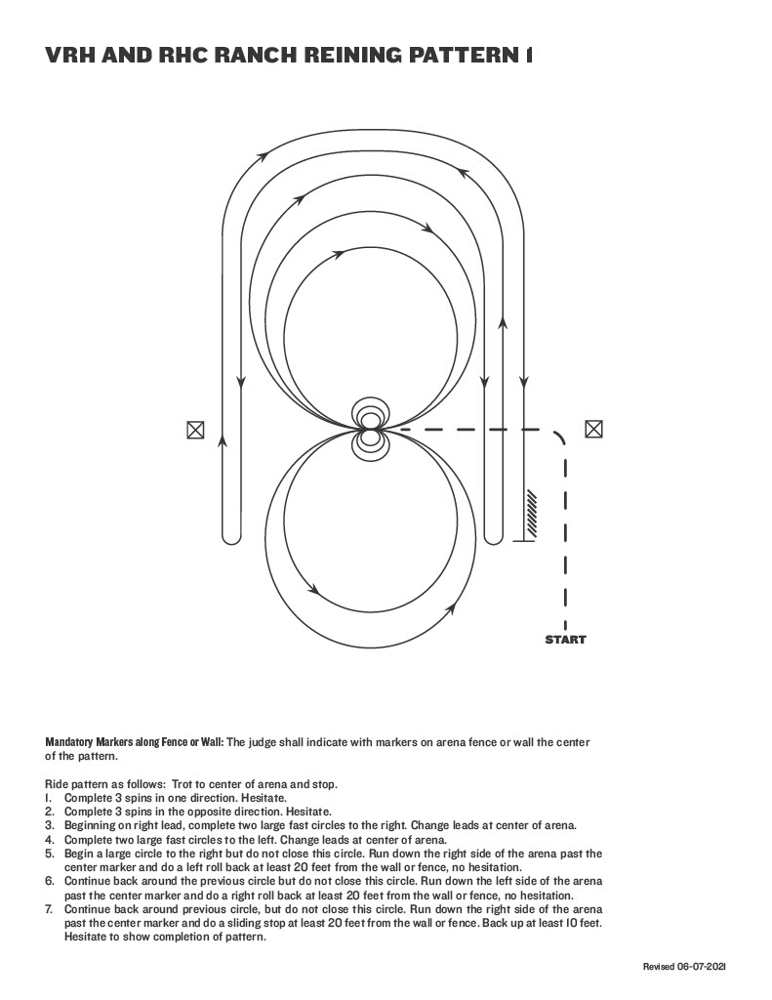 VRH AND RHC RANCH REINING PATTERN 1
START
Mandatory Markers along Fence or Wall: The judge shall indicate with markers on arena fence or wall the center
of the pattern.
Ride pattern as follows: Trot to center of arena and stop.
1. Complete 3 spins in one direction. Hesitate.
2. Complete 3 spins in the opposite direction. Hesitate.
3. Beginning on right lead, complete two large fast circles to the right. Change leads at center of arena.
4. Complete two large fast circles to the left. Change leads at center of arena.
5. Begin a large circle to the right but do not close this circle. Run down the right side of the arena past the
center marker and do a left roll back at least 20 feet from the wall or fence, no hesitation.
6. Continue back around the previous circle but do not close this circle. Run down the left side of the arena
past the center marker and do a right roll back at least 20 feet from the wall or fence, no hesitation.
7. Continue back around previous circle, but do not close this circle. Run down the right side of the arena
past the center marker and do a sliding stop at least 20 feet from the wall or fence. Back up at least 10 feet.
Hesitate to show completion of pattern.
Revised 06-07-2021